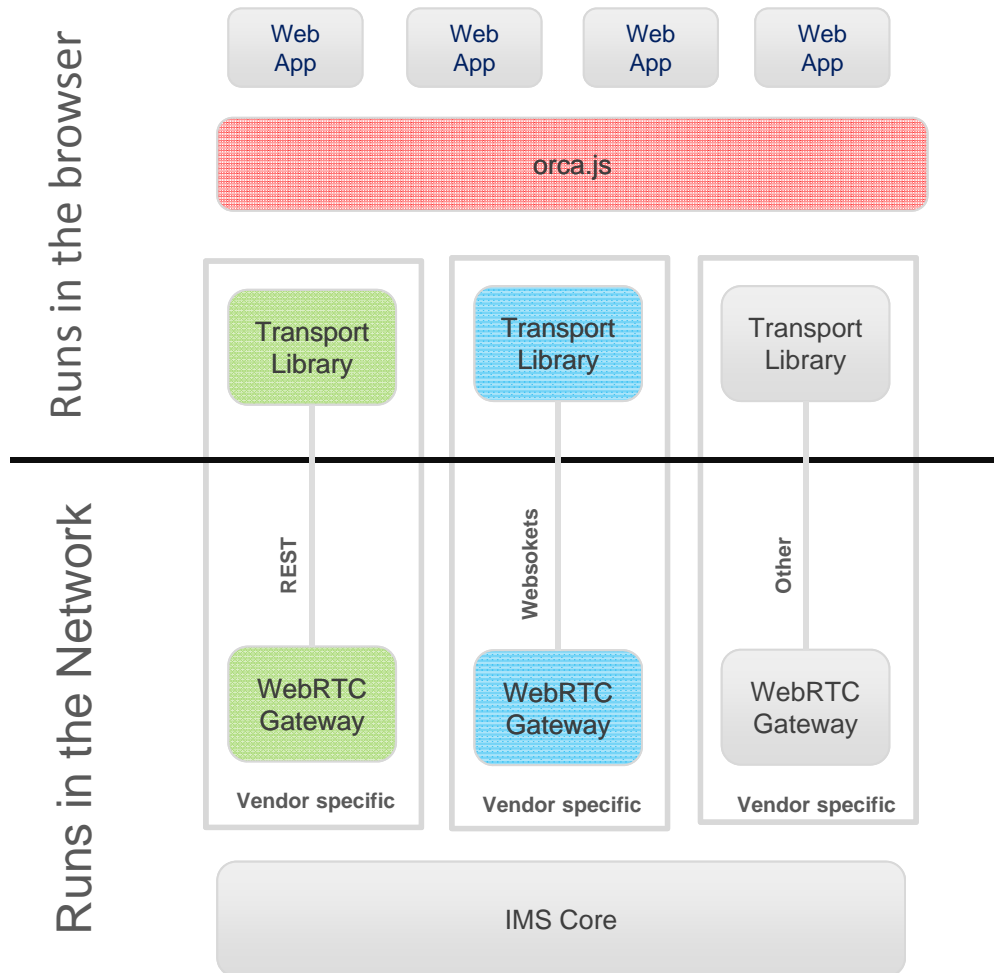 Runs in the browser
Web
App
Web
App
Web
App
Web
App
orca.js
Transport
Library
Transport
Library
Transport
Library
Runs in the Network
REST
Websokets
Other
WebRTC
Gateway
WebRTC
Gateway
WebRTC
Gateway
Vendor specific
Vendor specific
Vendor specific
IMS Core